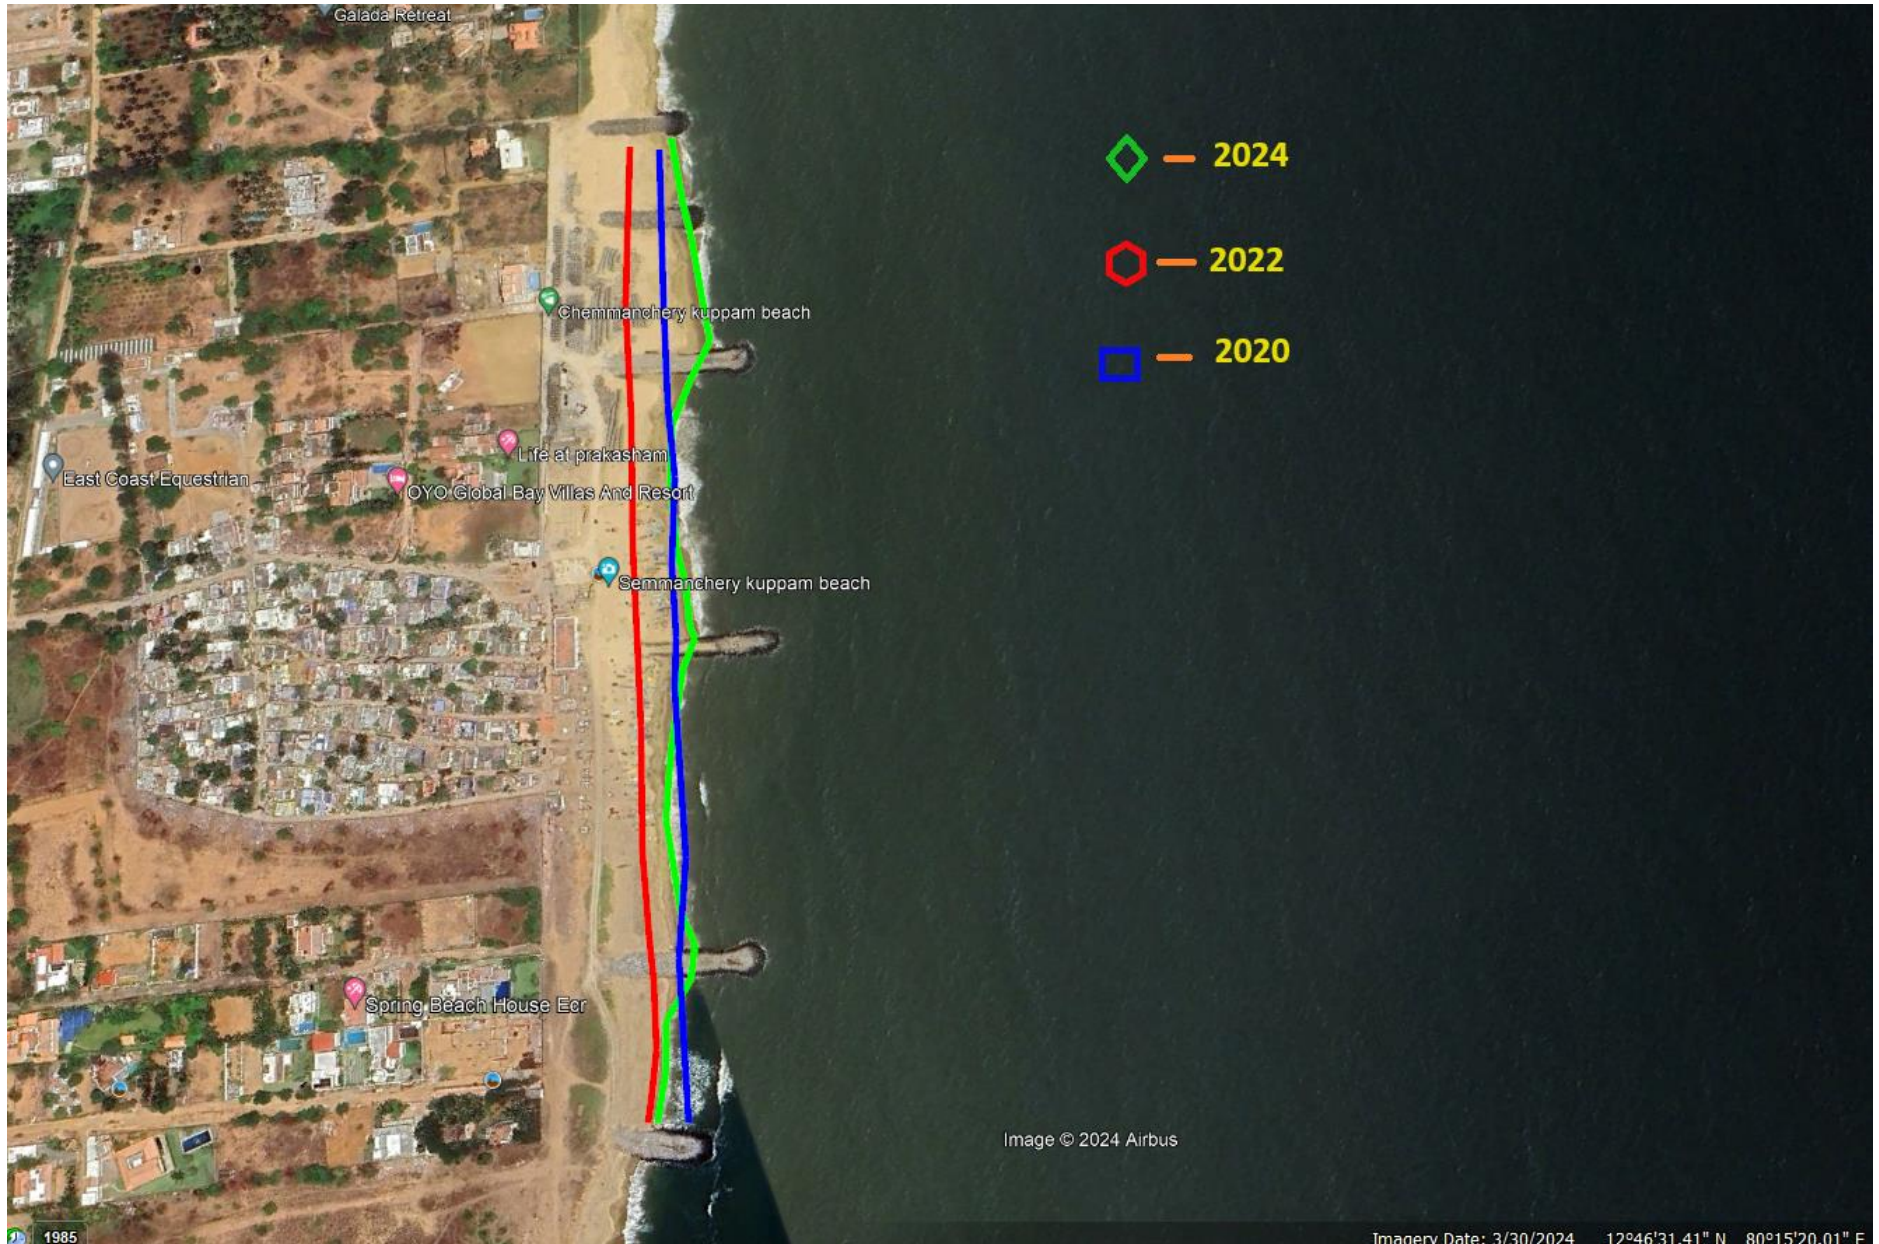 Galada Retreat
2024
2022
Chemmanchery kuppam beach
2020
Life at prakasham
East Coast Equestrian
OYO Global Bay Villas And Resort
Semmanchery kuppam beach
Spring Beach House Ecr
Image © 2024 Airbus
1985
Imagery Date: 3/30/2024 12°46'31.41" N 80°15'20.01" E